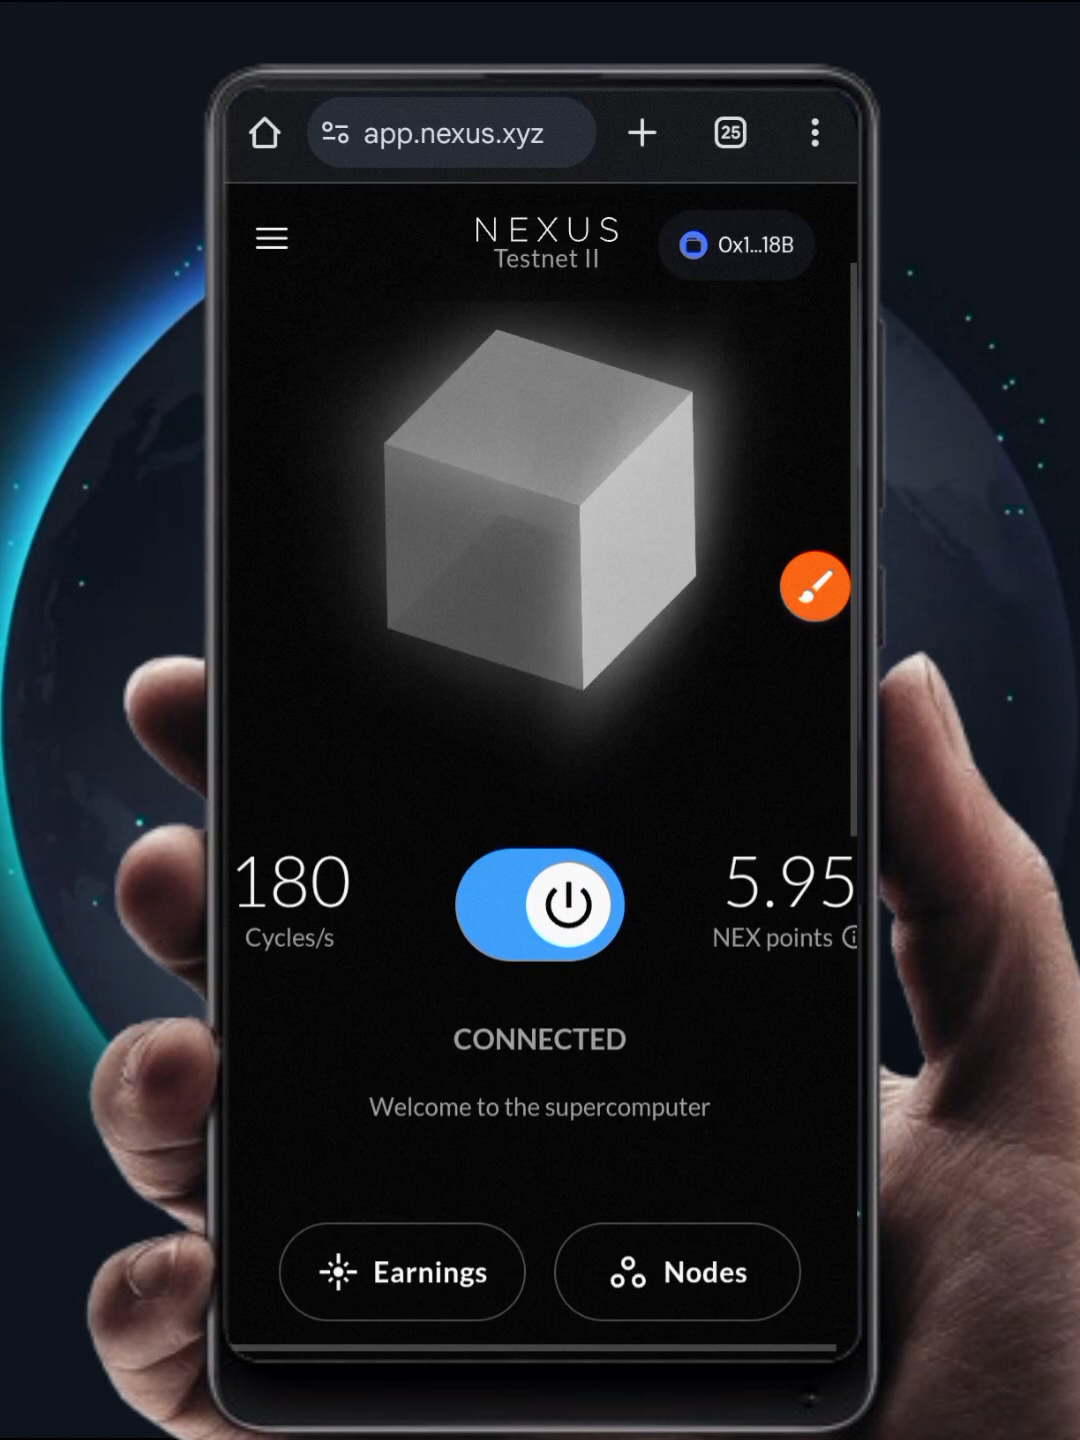 app.nexus.xyz
25
NEXUS
Testnet II
0x1...18B
180
Cycles/s
5.95
NEX points
CONNECTED
Welcome to the supercomputer
Earnings
Nodes